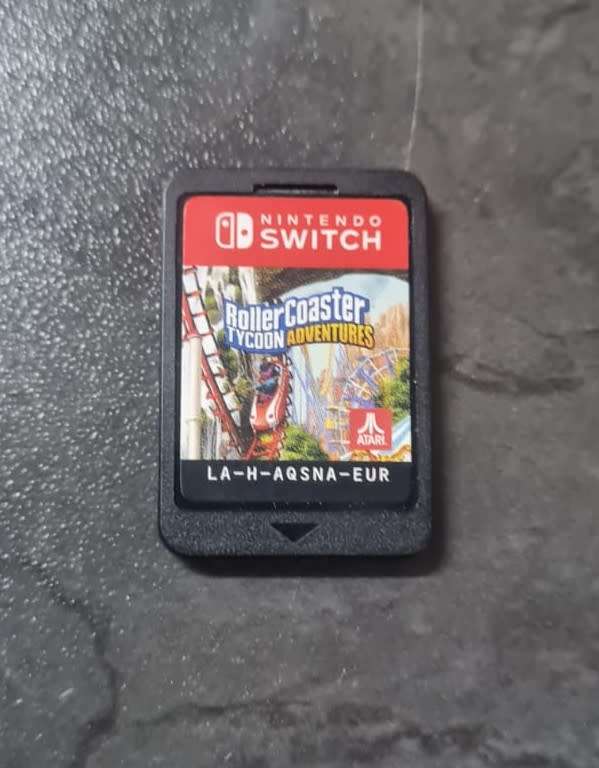 NINTENDO
SWITCH
RollerCoaster
TYCOON ADVENTURES
ATARI
LA-H-AQSNA-EUR